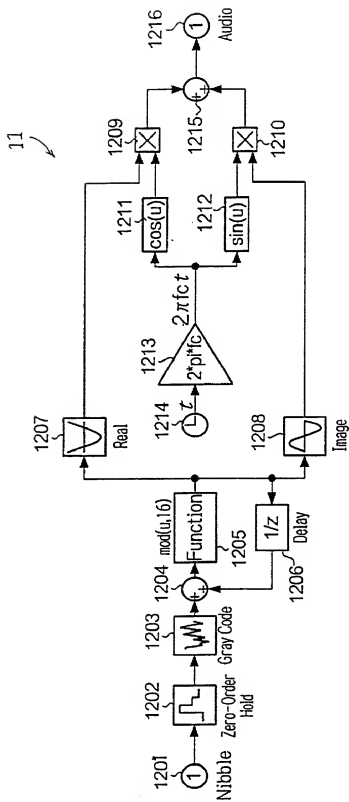 11
1201
1
Nibble
1202
Zero-Order
Hold
1203
Gray Code
1204
+
+
mod(u,16)
Function
1205
1/z
Delay
1206
1207
Real
1208
Image
1214
t
1213
2*pi*fc
2πfct
1211
cos(u)
1212
sin(u)
1209
1210
1215
+
+
1216
1
Audio